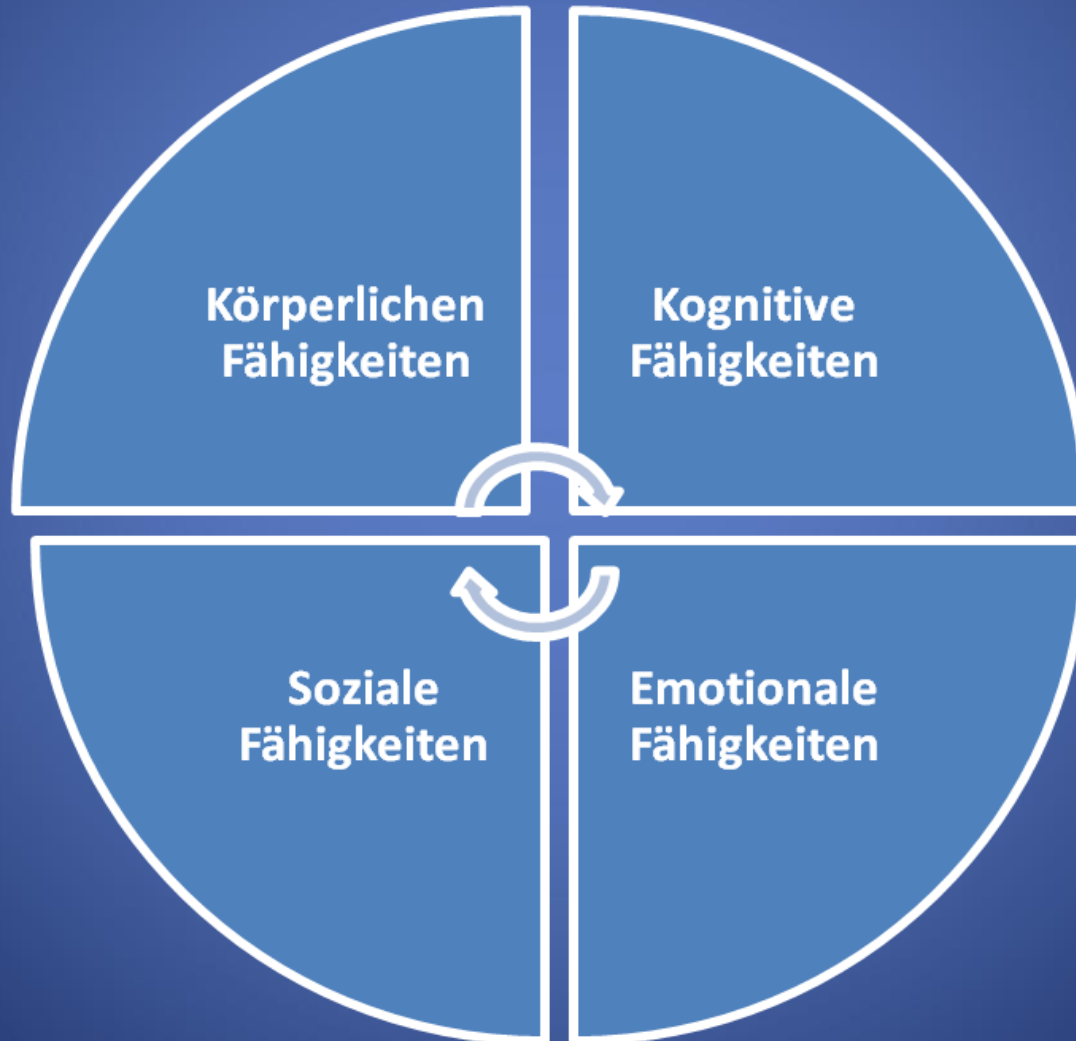 Körperlichen
Fähigkeiten
Kognitive
Fähigkeiten
Soziale
Fähigkeiten
Emotionale
Fähigkeiten